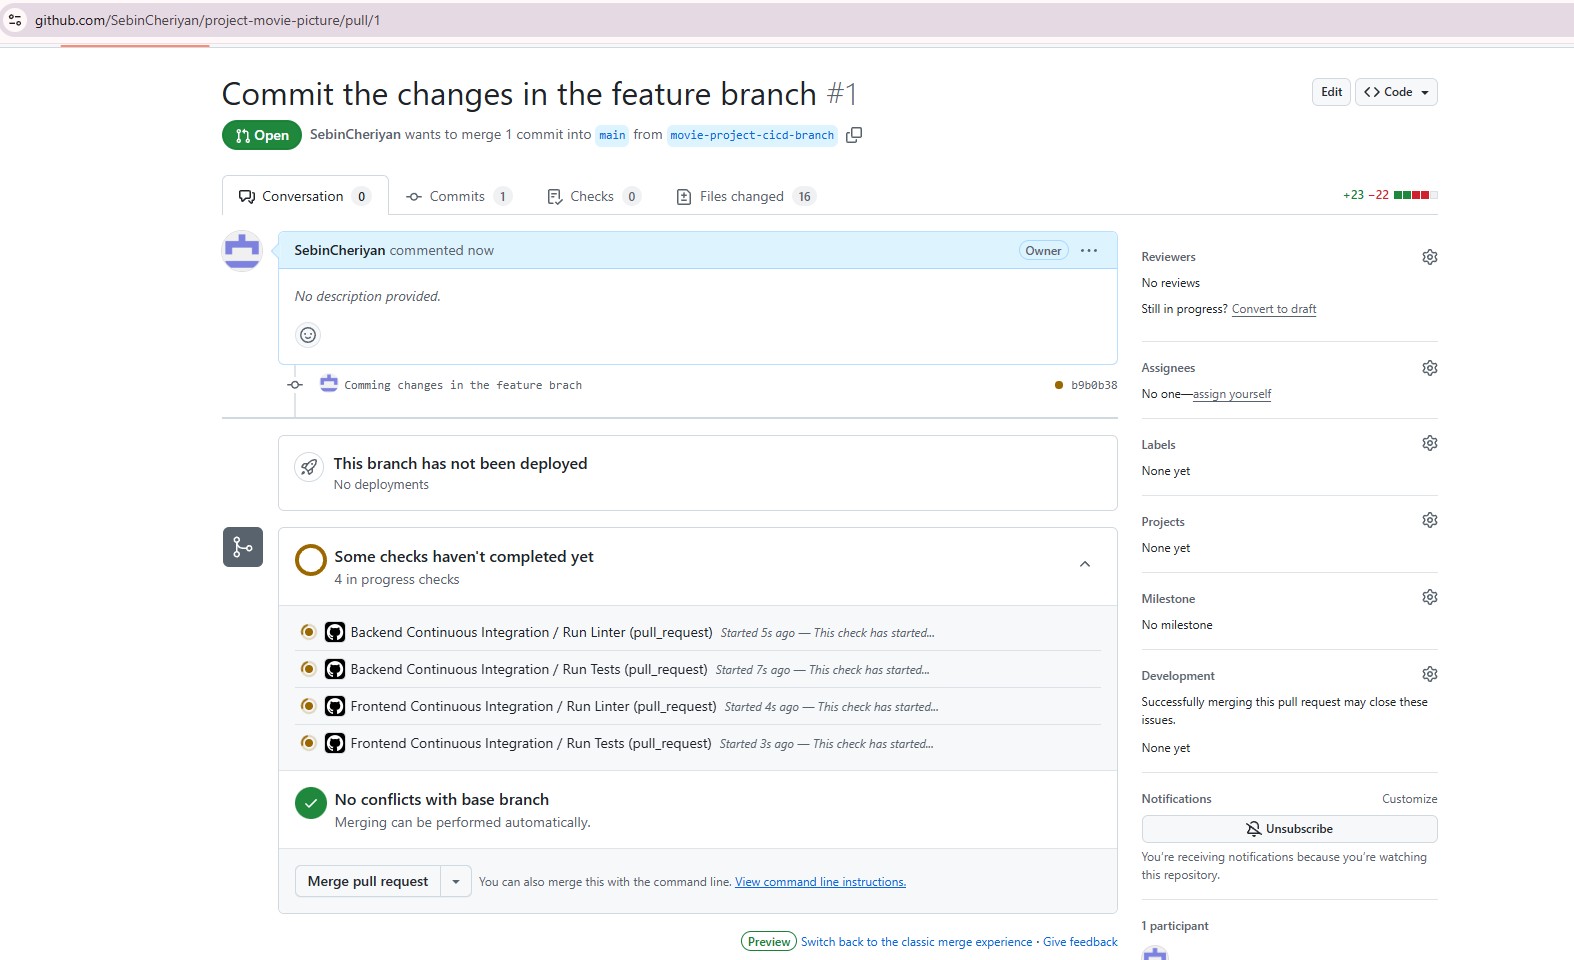 github.com/SebinCheriyan/project-movie-picture/pull/1
Commit the changes in the feature branch #1
Edit
Code
Open
SebinCheriyan wants to merge 1 commit into main from movie-project-cicd-branch
Conversation 0
Commits 1
Checks 0
Files changed 16
+23 −22
SebinCheriyan commented now
Owner
No description provided.
Comming changes in the feature brach
b9b0b38
This branch has not been deployed
No deployments
Some checks haven't completed yet
4 in progress checks
Backend Continuous Integration / Run Linter (pull_request) Started 5s ago — This check has started...
Backend Continuous Integration / Run Tests (pull_request) Started 7s ago — This check has started...
Frontend Continuous Integration / Run Linter (pull_request) Started 4s ago — This check has started...
Frontend Continuous Integration / Run Tests (pull_request) Started 3s ago — This check has started...
No conflicts with base branch
Merging can be performed automatically.
Merge pull request
You can also merge this with the command line. View command line instructions.
Preview Switch back to the classic merge experience · Give feedback
Reviewers
No reviews
Still in progress? Convert to draft
Assignees
No one—assign yourself
Labels
None yet
Projects
None yet
Milestone
No milestone
Development
Successfully merging this pull request may close these
issues.
None yet
Notifications
Customize
Unsubscribe
You're receiving notifications because you're watching
this repository.
1 participant